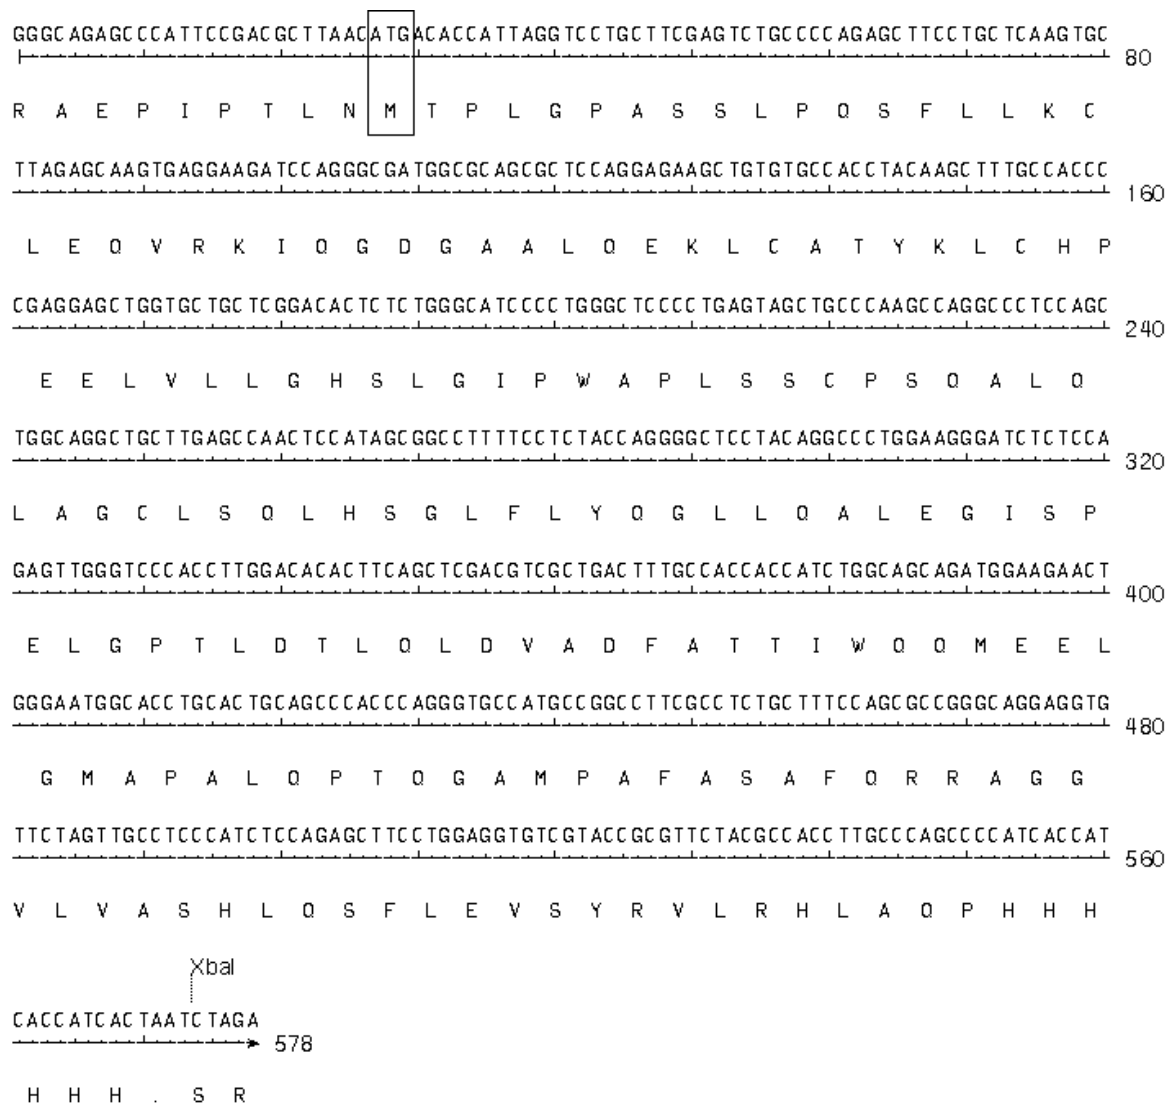 GGGCAGAGCCCATTCCGACGCTTAACATGACACCATTAGGTCCTGCTTCGAGTCTGCCCCAGAGCTTCCTGCTCAAGTGC
80
R A E P I P T L N M T P L G P A S S L P Q S F L L K C
TTAGAGCAAGTGAGGAAGATCCAGGGCGATGGCGCAGCGCTCCAGGAGAAGCTGTGTGCCACCTACAAGCTTTGCCACCC
160
L E Q V R K I Q G D G A A L Q E K L C A T Y K L C H P
CGAGGAGCTGGTGCTGCTCGGACACTCTCTGGGCATCCCCTGGGCTCCCCTGAGTAGCTGCCCAAGCCAGGCCCTCCAGC
240
E E L V L L G H S L G I P W A P L S S C P S Q A L Q
TGGCAGGCTGCTTGAGCCAACTCCATAGCGGCCTTTTCCTCTACCAGGGGCTCCTACAGGCCCTGGAAGGGATCTCTCCA
320
L A G C L S Q L H S G L F L Y Q G L L Q A L E G I S P
GAGTTGGGTCCCACCTTGGACACACTTCAGCTCGACGTCGCTGACTTTGCCACCACCATCTGGCAGCAGATGGAAGAACT
400
E L G P T L D T L Q L D V A D F A T T I W Q Q M E E L
GGGAATGGCACCTGCACTGCAGCCCACCCAGGGTGCCATGCCGGCCTTCGCCTCTGCTTTCCAGCGCCGGGCAGGAGGTG
480
G M A P A L Q P T Q G A M P A F A S A F Q R R A G G
TTCTAGTTGCCTCCCATCTCCAGAGCTTCCTGGAGGTGTCGTACCGCGTTCTACGCCACCTTGCCCAGCCCCATCACCAT
560
V L V A S H L Q S F L E V S Y R V L R H L A Q P H H H
XbaI
CACCATCACTAATCTAGA
578
H H H . S R